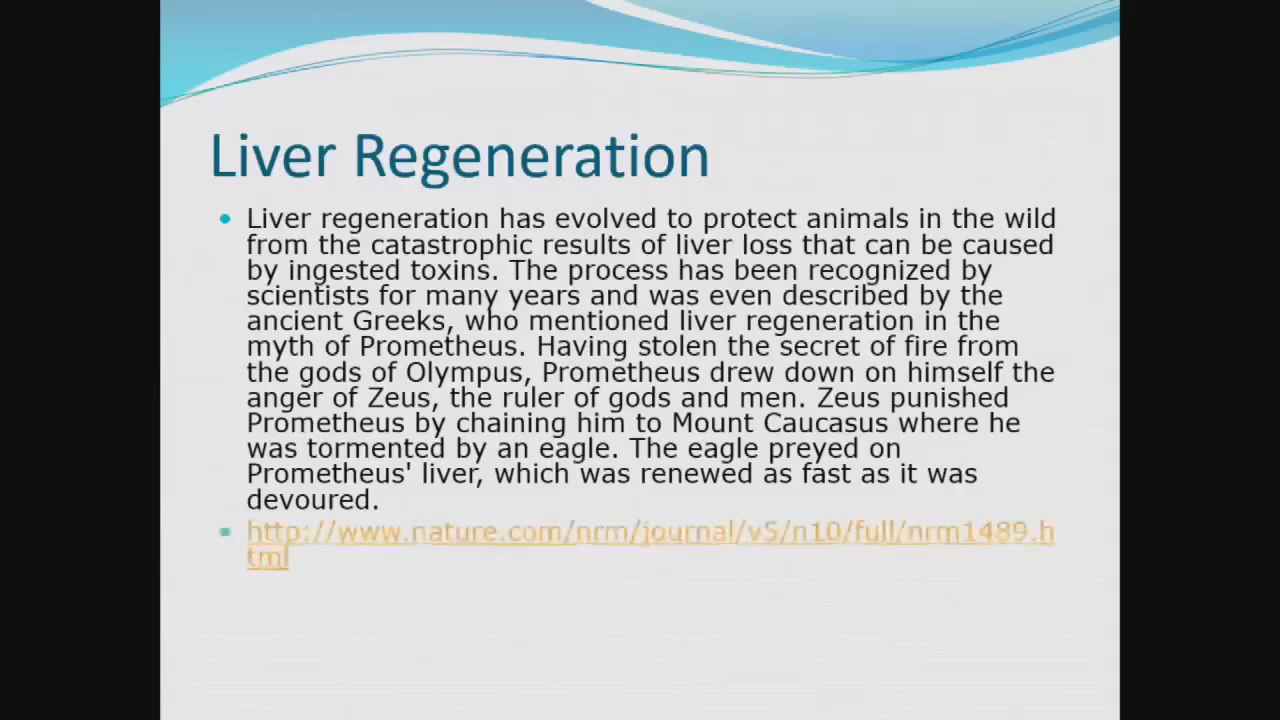 Liver Regeneration
Liver regeneration has evolved to protect animals in the wild
from the catastrophic results of liver loss that can be caused
by ingested toxins. The process has been recognized by
scientists for many years and was even described by the
ancient Greeks, who mentioned liver regeneration in the
myth of Prometheus. Having stolen the secret of fire from
the gods of Olympus, Prometheus drew down on himself the
anger of Zeus, the ruler of gods and men. Zeus punished
Prometheus by chaining him to Mount Caucasus where he
was tormented by an eagle. The eagle preyed on
Prometheus' liver, which was renewed as fast as it was
devoured.
http://www.nature.com/nrm/journal/v5/n10/full/nrm1489.h
tml